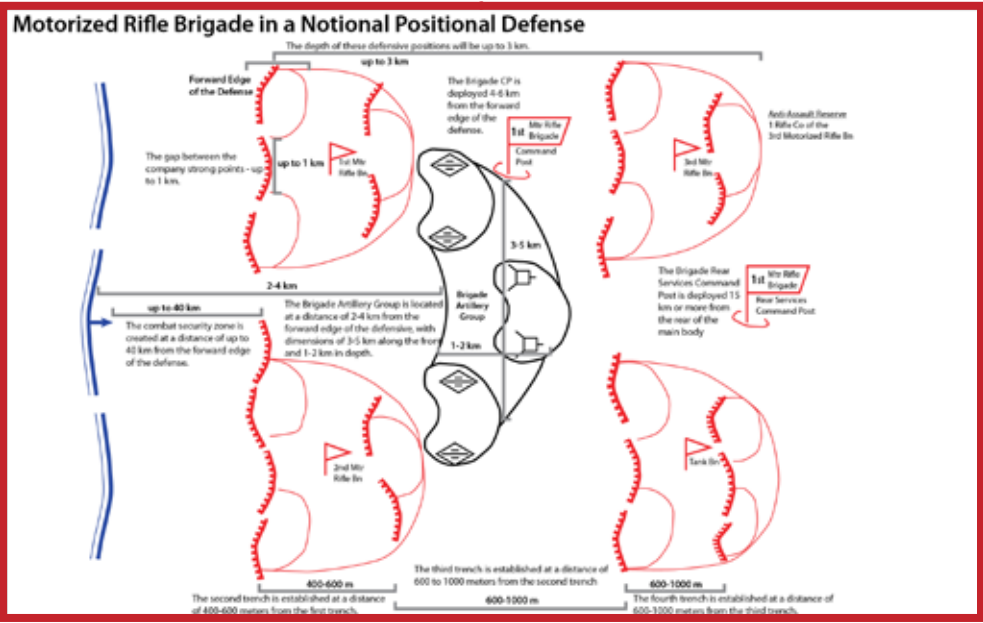 Motorized Rifle Brigade in a Notional Positional Defense
The depth of these defensive positions will be up to 3 km.
up to 3 km
Forward Edge
of the Defense
The Brigade CP is
deployed 4-6 km
from the forward
edge of the
defense.
1st Mtr Rifle
Brigade
Command
Post
Anti-Assault Reserve
1 Rifle Co of the
3rd Motorized Rifle Bn
The gap between the
company strong points - up
to 1 km.
up to 1 km
1st Mtr
Rifle Bn
3rd Mtr
Rifle Bn
3-5 km
2-4 km
The Brigade Rear
Services Command
Post is deployed 15
km or more from
the rear of the
main body
1st Mtr Rifle
Brigade
Rear Services
Command Post
up to 40 km
The combat security zone is
created at a distance of up to
40 km from the forward edge
of the defense.
The Brigade Artillery Group is located
at a distance of 2-4 km from the
forward edge of the defensive, with
dimensions of 3-5 km along the front
and 1-2 km in depth.
Brigade
Artillery
Group
1-2 km
2nd Mtr
Rifle Bn
Tank Bn
The third trench is established at a distance of
600 to 1000 meters from the second trench
400-600 m
600-1000 m
600-1000 m
The second trench is established at a distance
of 400-600 meters from the first trench.
The fourth trench is established at a distance of
600-1000 meters from the third trench.